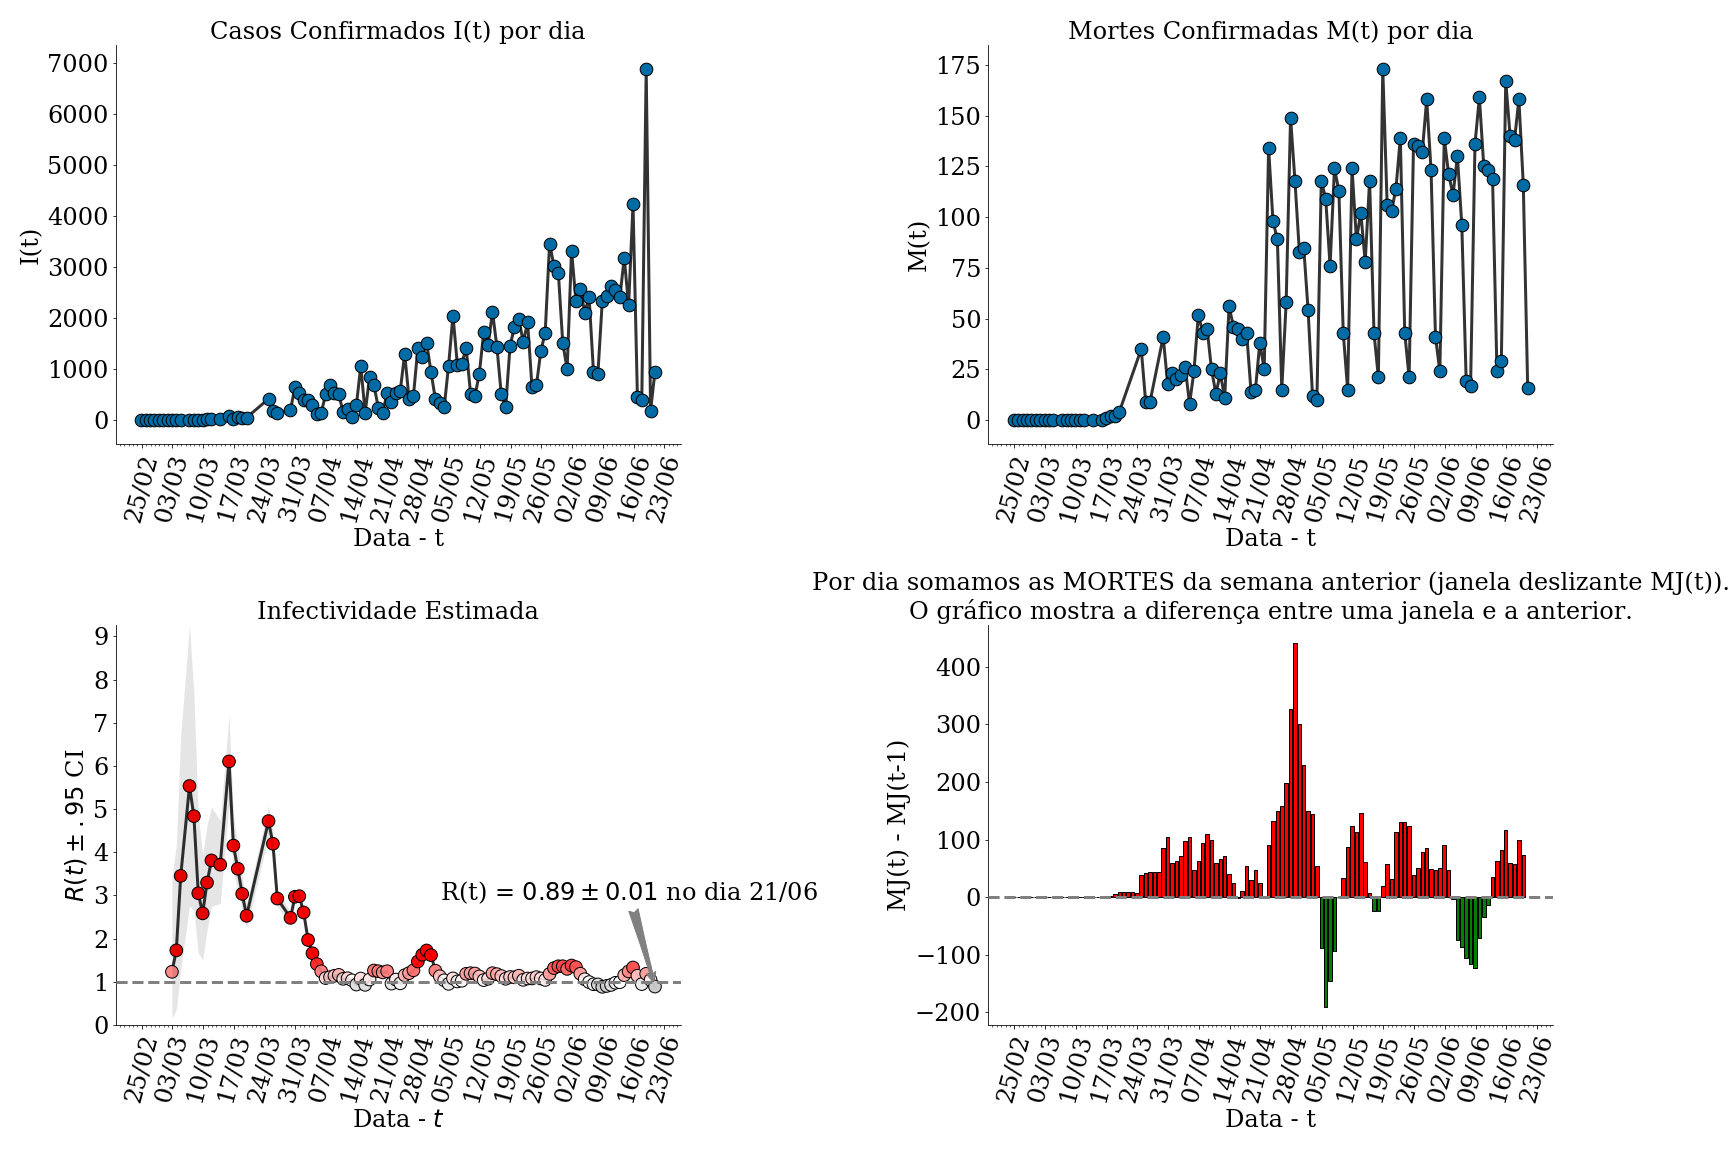 Casos Confirmados I(t) por dia
I(t)
7000
6000
5000
4000
3000
2000
1000
0
25/02 03/03 10/03 17/03 24/03 31/03 07/04 14/04 21/04 28/04 05/05 12/05 19/05 26/05 02/06 09/06 16/06 23/06
Data - t
Mortes Confirmadas M(t) por dia
M(t)
175
150
125
100
75
50
25
0
25/02 03/03 10/03 17/03 24/03 31/03 07/04 14/04 21/04 28/04 05/05 12/05 19/05 26/05 02/06 09/06 16/06 23/06
Data - t
Infectividade Estimada
R(t) ± .95 CI
9
8
7
6
5
4
3
2
1
0
R(t) = 0.89 ± 0.01 no dia 21/06
25/02 03/03 10/03 17/03 24/03 31/03 07/04 14/04 21/04 28/04 05/05 12/05 19/05 26/05 02/06 09/06 16/06 23/06
Data - t
Por dia somamos as MORTES da semana anterior (janela deslizante MJ(t)).
O gráfico mostra a diferença entre uma janela e a anterior.
MJ(t) - MJ(t-1)
400
300
200
100
0
−100
−200
25/02 03/03 10/03 17/03 24/03 31/03 07/04 14/04 21/04 28/04 05/05 12/05 19/05 26/05 02/06 09/06 16/06 23/06
Data - t